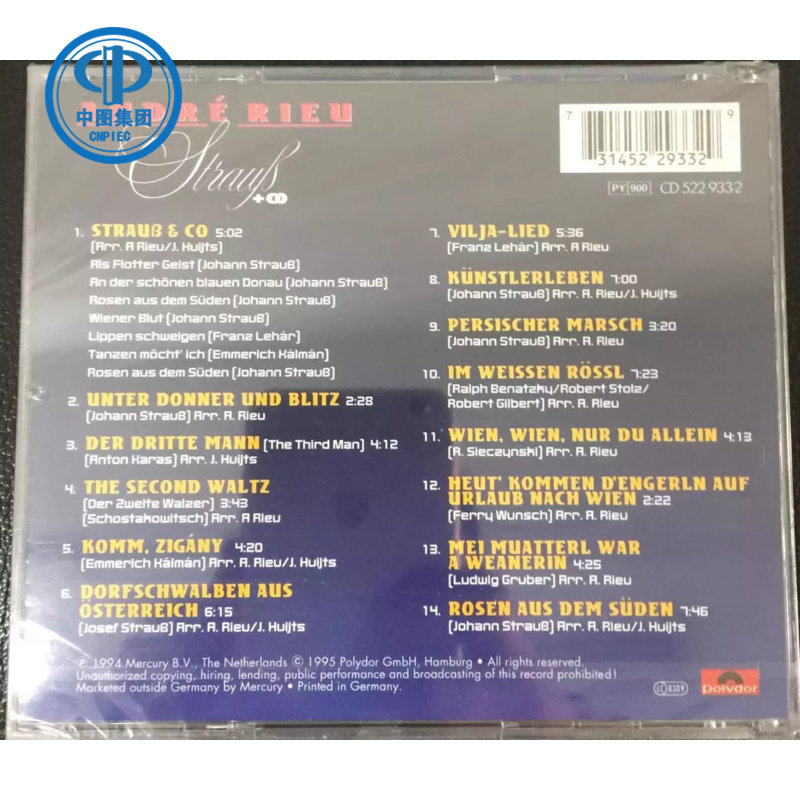 中图集团
CNPIEC
ANDRÉ RIEU
Strauß
+ CO
7 31452 29332 9
PY 900 CD 522 933-2
1. STRAUß & CO 5:02
(Arr. A Rieu/J. Huijts)
Als Flotter Geist (Johann Strauß)
An der schönen blauen Donau (Johann Strauß)
Rosen aus dem Süden (Johann Strauß)
Wiener Blut (Johann Strauß)
Lippen schweigen (Franz Lehár)
Tanzen möcht' ich (Emmerich Kálmán)
Rosen aus dem Süden (Johann Strauß)
2. UNTER DONNER UND BLITZ 2:28
(Johann Strauß) Arr. A. Rieu
3. DER DRITTE MANN (The Third Man) 4:12
(Anton Karas) Arr. J. Huijts
4. THE SECOND WALTZ
(Der Zweite Walzer) 3:43
(Schostakowitsch) Arr. A Rieu
5. KOMM, ZIGÁNY 4:20
(Emmerich Kálmán) Arr. A. Rieu/J. Huijts
6. DORFSCHWALBEN AUS
ÖSTERREICH 6:15
(Josef Strauß) Arr. A. Rieu/J. Huijts
7. VILJA-LIED 5:36
(Franz Lehár) Arr. A Rieu
8. KÜNSTLERLEBEN 7:00
(Johann Strauß) Arr. A. Rieu/J. Huijts
9. PERSISCHER MARSCH 3:20
(Johann Strauß) Arr. A. Rieu
10. IM WEISSEN RÖSSL 7:23
(Ralph Benatzky/Robert Stolz/
Robert Gilbert) Arr. A. Rieu
11. WIEN, WIEN, NUR DU ALLEIN 4:13
(R. Sieczynski) Arr. A. Rieu
12. HEUT' KOMMEN D'ENGERLN AUF
URLAUB NACH WIEN 2:22
(Ferry Wunsch) Arr. A. Rieu
13. MEI MUATTERL WAR
A WEANERIN 4:25
(Ludwig Gruber) Arr. A. Rieu
14. ROSEN AUS DEM SÜDEN 7:46
(Johann Strauß) Arr. A. Rieu/J. Huijts
℗ 1994 Mercury B.V., The Netherlands © 1995 Polydor GmbH, Hamburg • All rights reserved.
Unauthorized copying, hiring, lending, public performance and broadcasting of this record prohibited!
Marketed outside Germany by Mercury • Printed in Germany.
LC 0309
Polydor